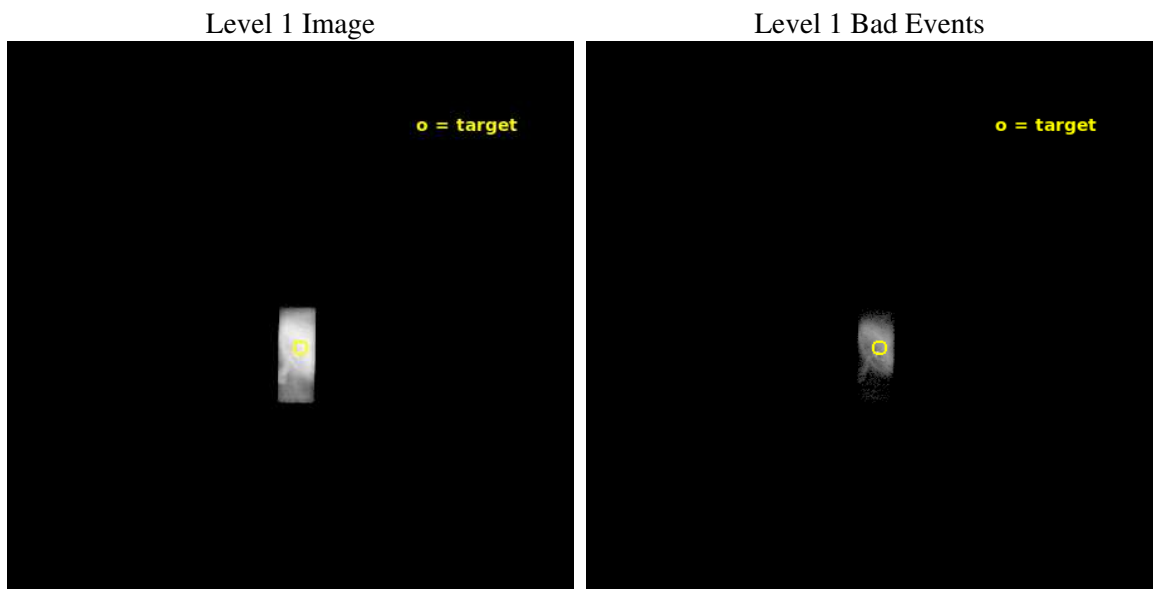 Level 1 Image
Level 1 Bad Events
o = target
o = target